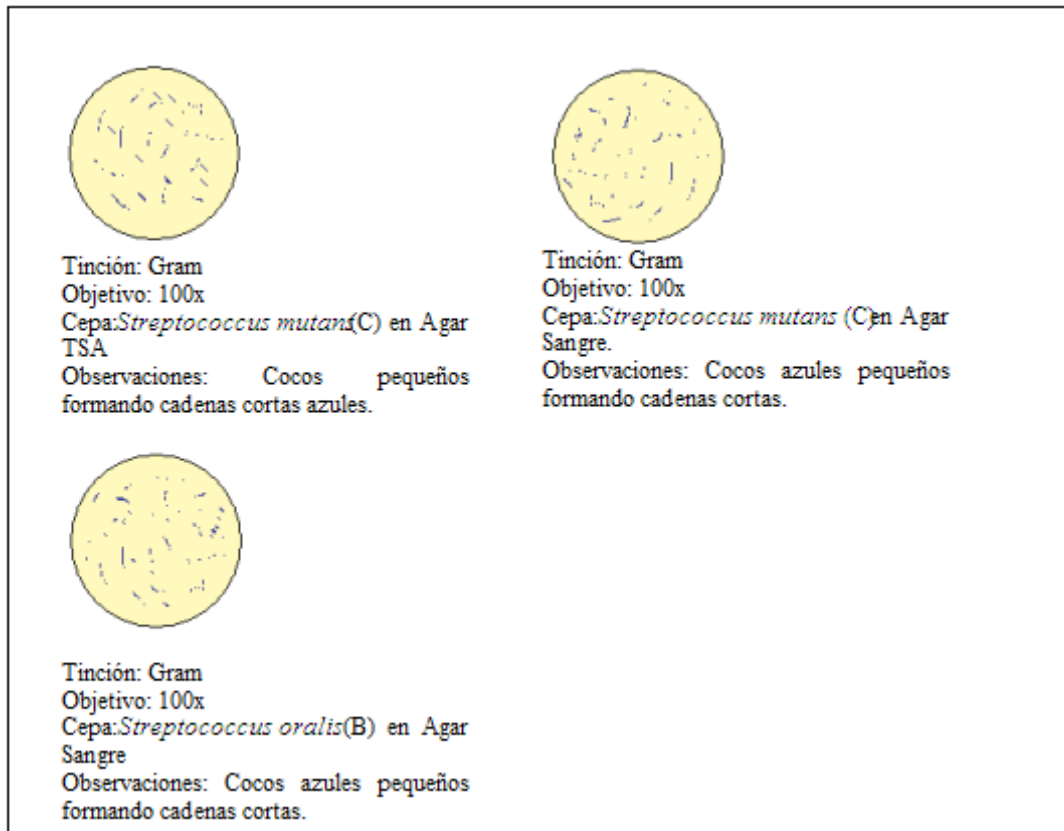 Tinción: Gram
Objetivo: 100x
Cepa:Streptococcus mutans(C) en Agar
TSA
Observaciones: Cocos pequeños
formando cadenas cortas azules.
Tinción: Gram
Objetivo: 100x
Cepa:Streptococcus mutans (C)en Agar
Sangre.
Observaciones: Cocos azules pequeños
formando cadenas cortas.
Tinción: Gram
Objetivo: 100x
Cepa:Streptococcus oralis(B) en Agar
Sangre
Observaciones: Cocos azules pequeños
formando cadenas cortas.